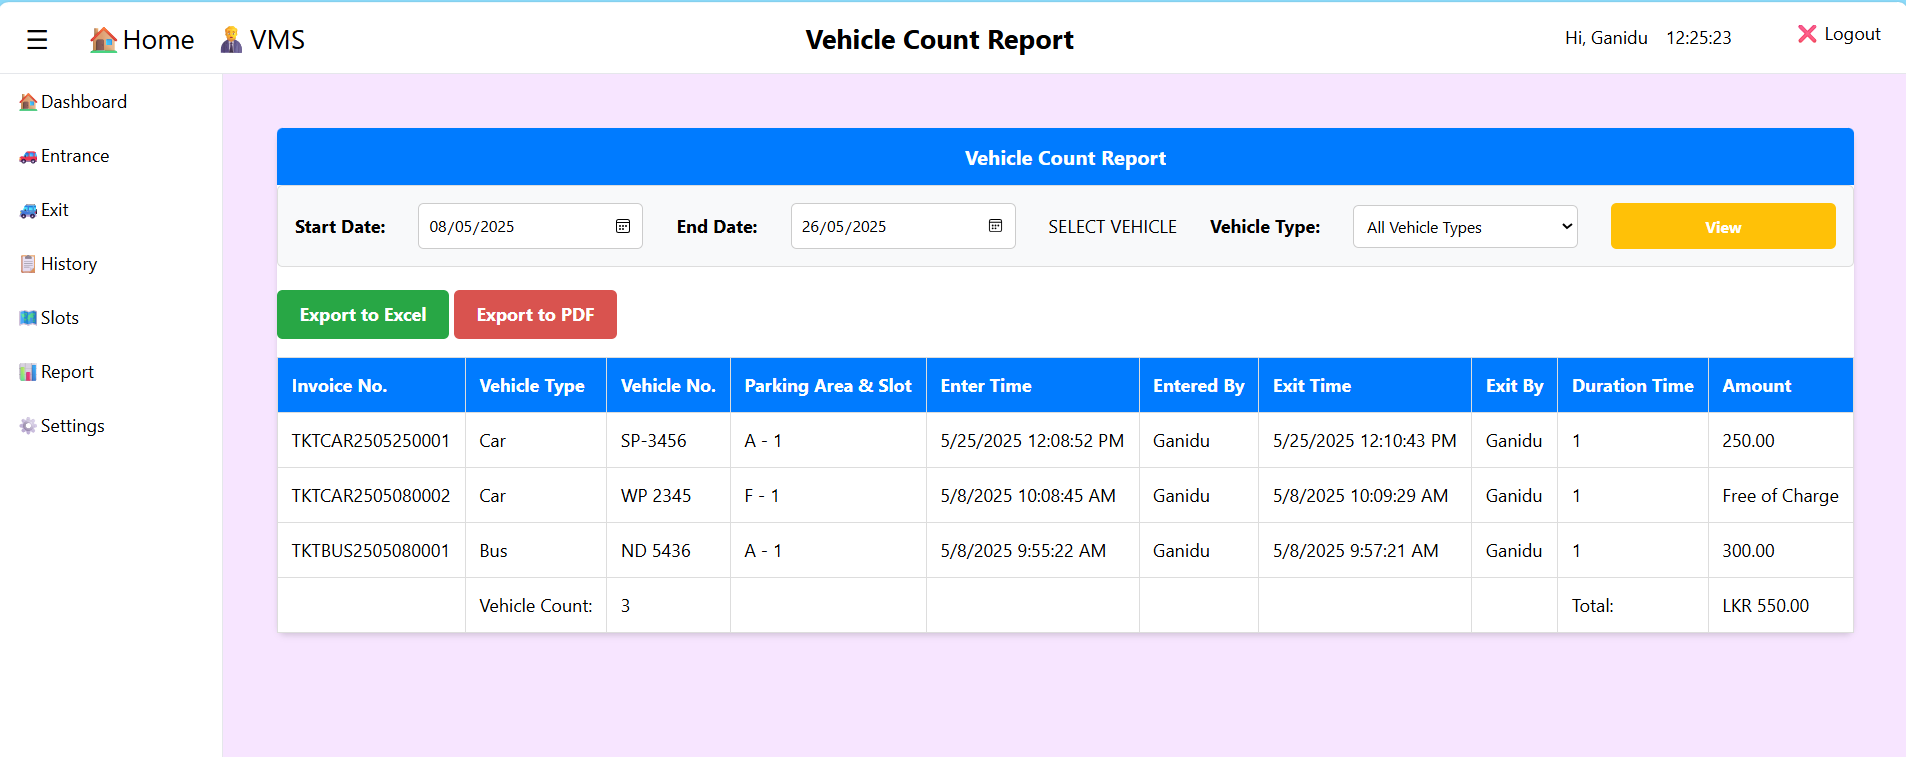 ☰ Home VMS Vehicle Count Report Hi, Ganidu 12:25:23 Logout
Dashboard
Entrance
Exit
History
Slots
Report
Settings
Vehicle Count Report
Start Date: 08/05/2025 End Date: 26/05/2025 SELECT VEHICLE Vehicle Type: All Vehicle Types View
Export to Excel Export to PDF
Invoice No. Vehicle Type Vehicle No. Parking Area & Slot Enter Time Entered By Exit Time Exit By Duration Time Amount
TKTCAR2505250001 Car SP-3456 A - 1 5/25/2025 12:08:52 PM Ganidu 5/25/2025 12:10:43 PM Ganidu 1 250.00
TKTCAR2505080002 Car WP 2345 F - 1 5/8/2025 10:08:45 AM Ganidu 5/8/2025 10:09:29 AM Ganidu 1 Free of Charge
TKTBUS2505080001 Bus ND 5436 A - 1 5/8/2025 9:55:22 AM Ganidu 5/8/2025 9:57:21 AM Ganidu 1 300.00
Vehicle Count: 3 Total: LKR 550.00